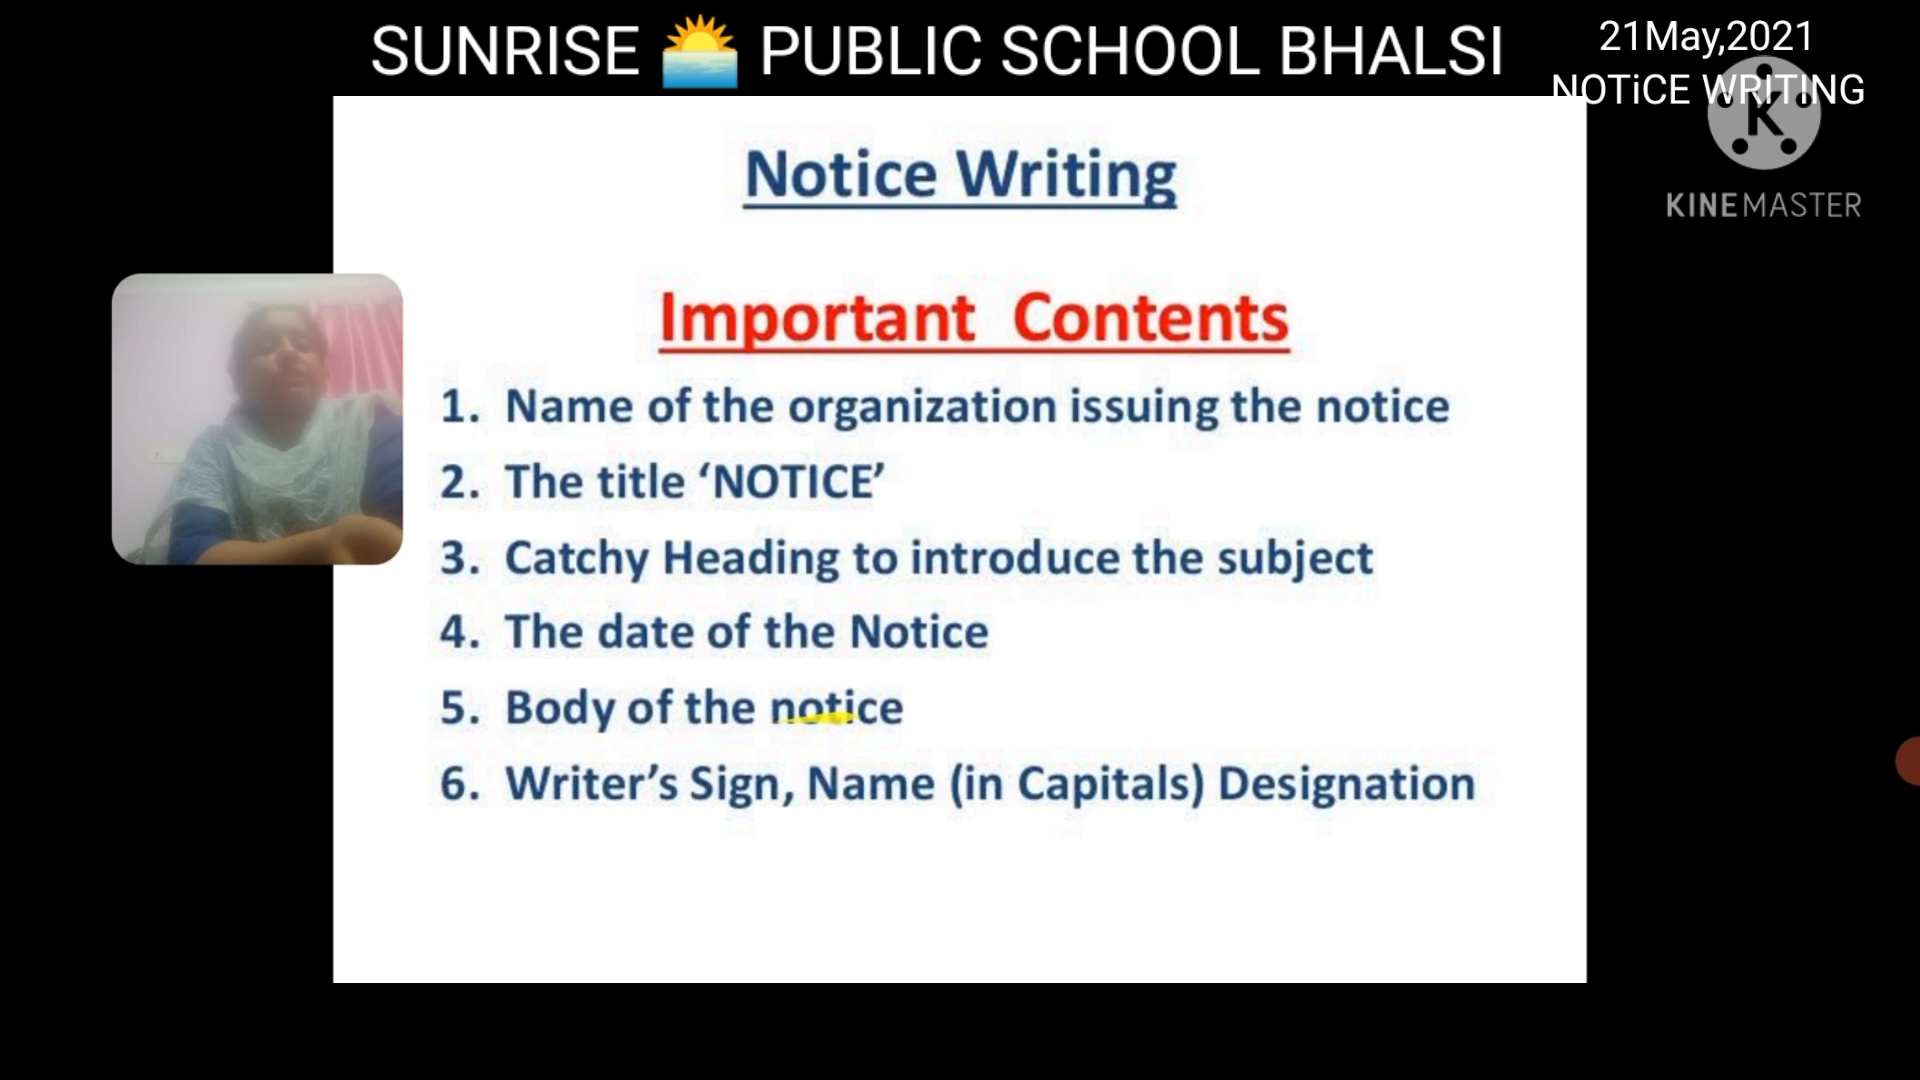 SUNRISE 🌅 PUBLIC SCHOOL BHALSI
21May,2021
NOTiCE WRITING
K
KINEMASTER
Notice Writing
Important Contents
1. Name of the organization issuing the notice
2. The title ‘NOTICE’
3. Catchy Heading to introduce the subject
4. The date of the Notice
5. Body of the notice
6. Writer’s Sign, Name (in Capitals) Designation